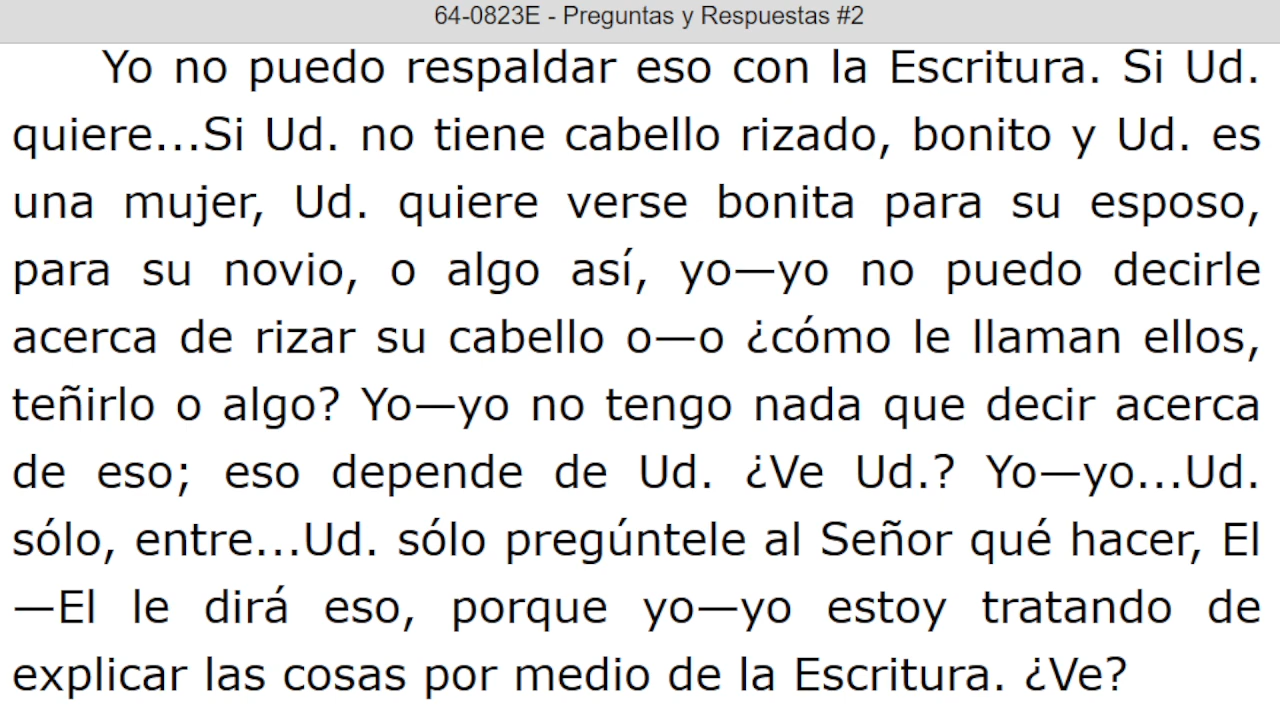 64-0823E - Preguntas y Respuestas #2
Yo no puedo respaldar eso con la Escritura. Si Ud.
quiere...Si Ud. no tiene cabello rizado, bonito y Ud. es
una mujer, Ud. quiere verse bonita para su esposo,
para su novio, o algo así, yo—yo no puedo decirle
acerca de rizar su cabello o—o ¿cómo le llaman ellos,
teñirlo o algo? Yo—yo no tengo nada que decir acerca
de eso; eso depende de Ud. ¿Ve Ud.? Yo—yo...Ud.
sólo, entre...Ud. sólo pregúntele al Señor qué hacer, El
—El le dirá eso, porque yo—yo estoy tratando de
explicar las cosas por medio de la Escritura. ¿Ve?